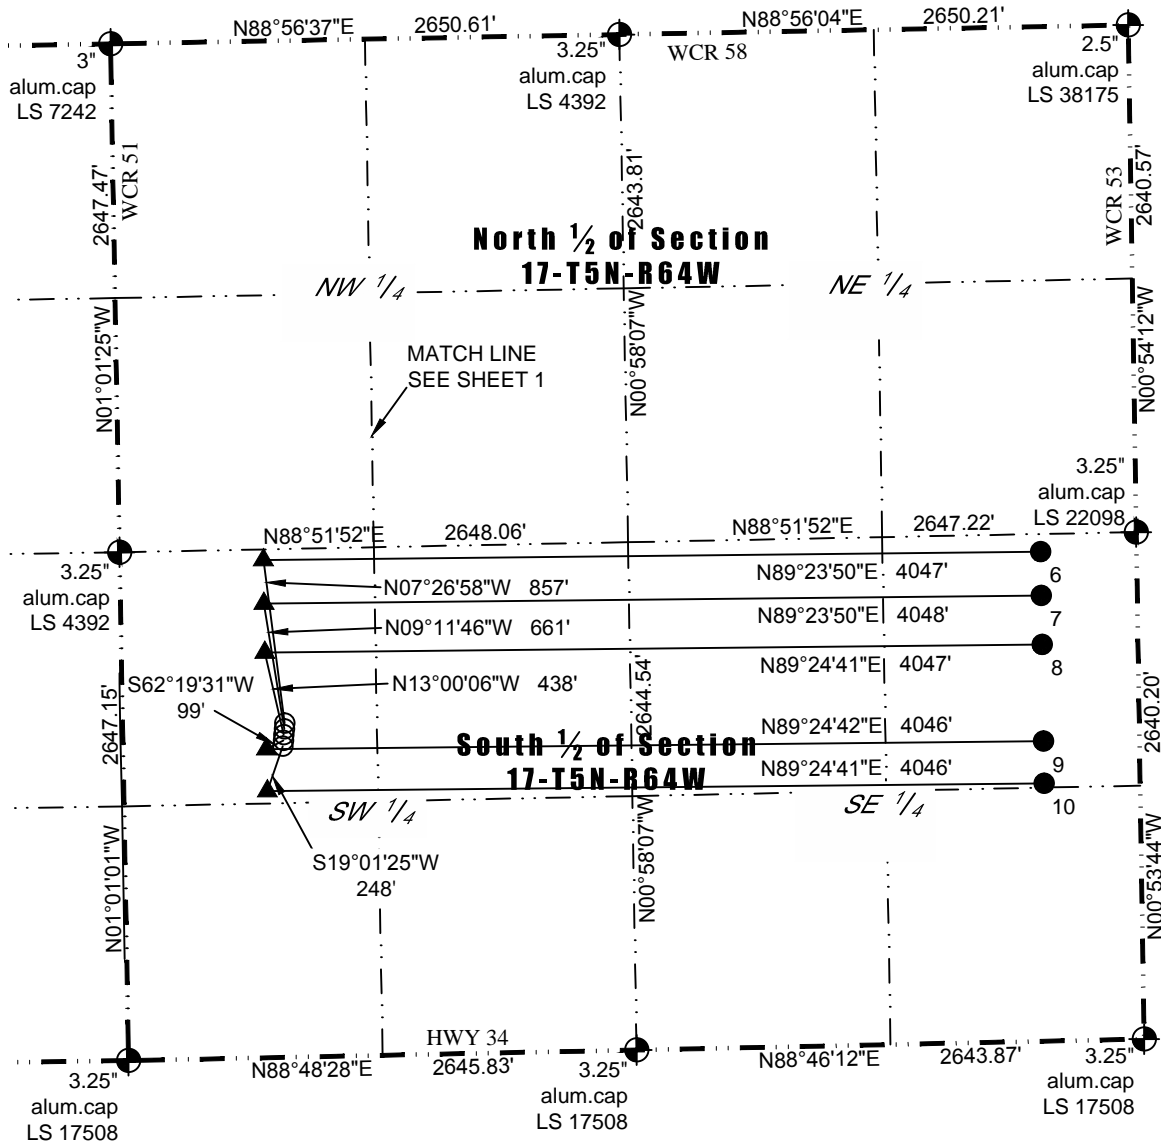 N88°56'37"E 2650.61'
N88°56'04"E 2650.21'
WCR 58
3"
alum.cap
LS 7242
3.25"
alum.cap
LS 4392
2.5"
alum.cap
LS 38175
2647.47'
WCR 51
2643.81'
WCR 53
2640.57'
North ½ of Section
17-T5N-R64W
NW 1/4
NE 1/4
N01°01'25"W
N00°58'07"W
N00°54'12"W
MATCH LINE
SEE SHEET 1
3.25"
alum.cap
LS 22098
N88°51'52"E 2648.06'
N88°51'52"E 2647.22'
3.25"
alum.cap
LS 4392
N07°26'58"W 857'
N89°23'50"E 4047'
6
N09°11'46"W 661'
N89°23'50"E 4048'
7
N89°24'41"E 4047'
8
S62°19'31"W
99'
N13°00'06"W 438'
2647.15'
2644.54'
2640.20'
N89°24'42"E 4046'
9
South ½ of Section
17-T5N-R64W
N89°24'41"E 4046'
10
SW 1/4
SE 1/4
S19°01'25"W
248'
N01°01'01"W
N00°58'07"W
N00°53'44"W
HWY 34
N88°48'28"E 2645.83'
N88°46'12"E 2643.87'
3.25"
alum.cap
LS 17508
3.25"
alum.cap
LS 17508
3.25"
alum.cap
LS 17508